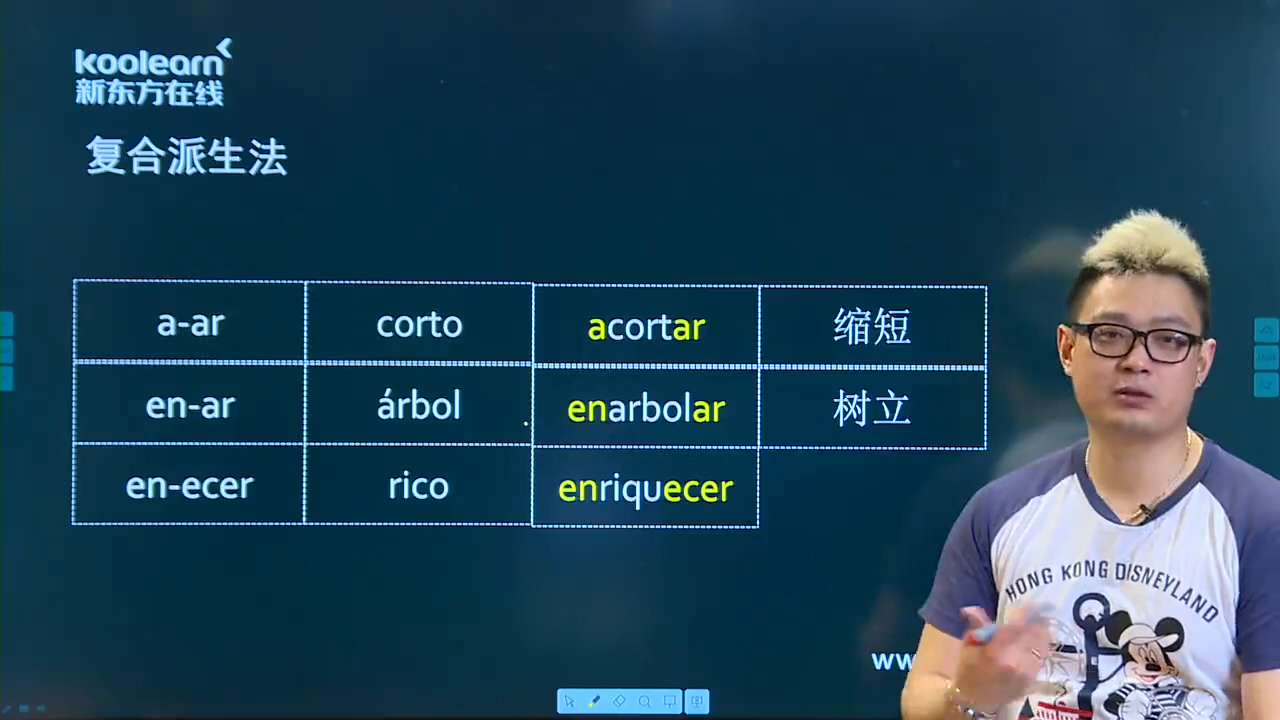 koolearn
新东方在线
复合派生法
a-ar corto acortar 缩短
en-ar árbol enarbolar 树立
en-ecer rico enriquecer
HONG KONG DISNEYLAND
ww